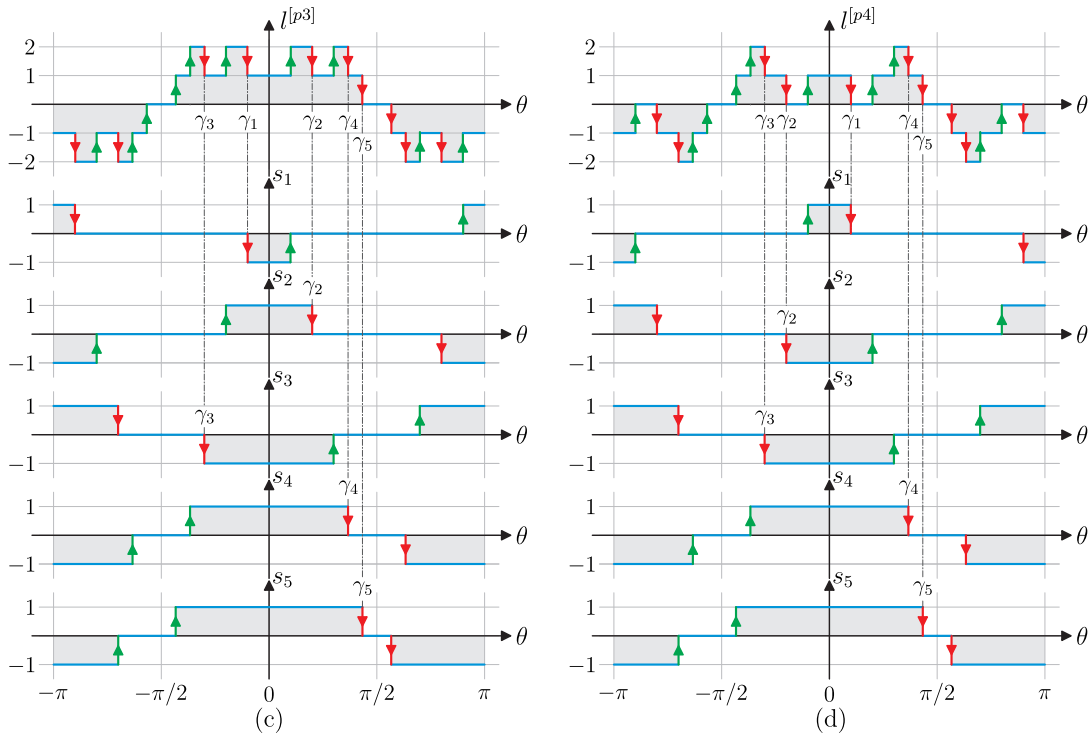 l^{[p3]}
2
1
−1
−2
θ
γ₃ γ₁ γ₂ γ₄
γ₅
s₁
1
−1
θ
s₂
γ₂
1
−1
θ
s₃
γ₃
1
−1
θ
s₄
γ₄
1
−1
θ
s₅
γ₅
1
−1
θ
−π −π/2 0 π/2 π
(c)
l^{[p4]}
2
1
−1
−2
θ
γ₃ γ₂ γ₁ γ₄
γ₅
s₁
1
−1
θ
s₂
γ₂
1
−1
θ
s₃
γ₃
1
−1
θ
s₄
γ₄
1
−1
θ
s₅
γ₅
1
−1
θ
−π −π/2 0 π/2 π
(d)